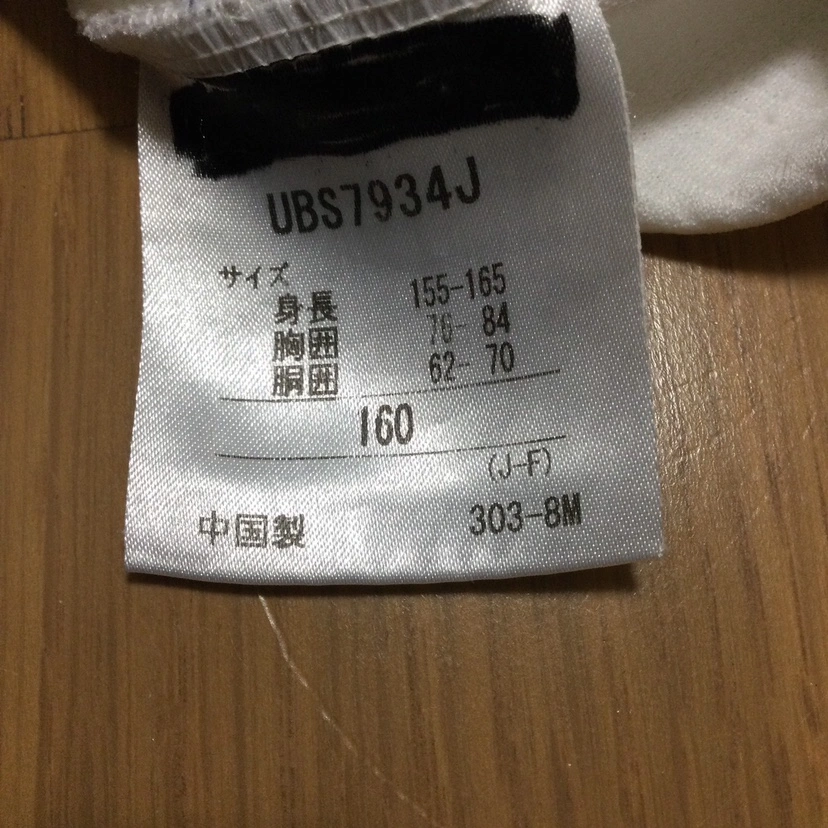 UBS7934J
サイズ
身長 155-165
胸囲 76- 84
胴囲 62- 70
160
(J-F)
中国製 303-8M